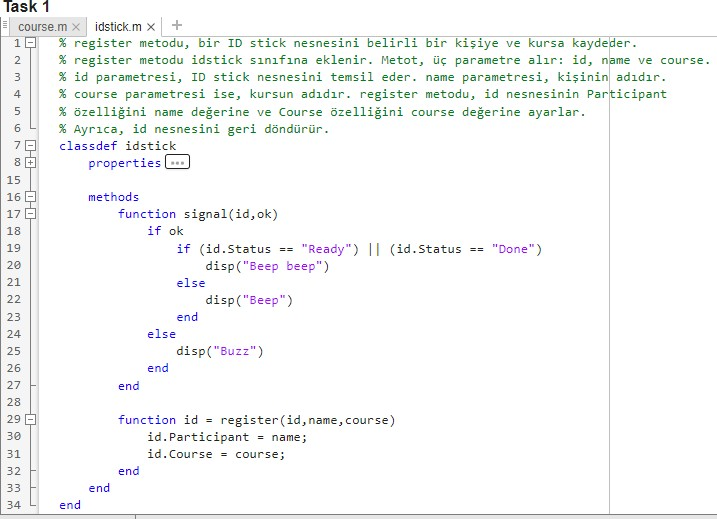 Task 1
course.m × idstick.m × +
1 % register metodu, bir ID stick nesnesini belirli bir kişiye ve kursa kaydeder.
2 % register metodu idstick sınıfına eklenir. Metot, üç parametre alır: id, name ve course.
3 % id parametresi, ID stick nesnesini temsil eder. name parametresi, kişinin adıdır.
4 % course parametresi ise, kursun adıdır. register metodu, id nesnesinin Participant
5 % özelliğini name değerine ve Course özelliğini course değerine ayarlar.
6 % Ayrıca, id nesnesini geri döndürür.
7 classdef idstick
8 properties ...
15
16 methods
17 function signal(id,ok)
18 if ok
19 if (id.Status == "Ready") || (id.Status == "Done")
20 disp("Beep beep")
21 else
22 disp("Beep")
23 end
24 else
25 disp("Buzz")
26 end
27 end
28
29 function id = register(id,name,course)
30 id.Participant = name;
31 id.Course = course;
32 end
33 end
34 end